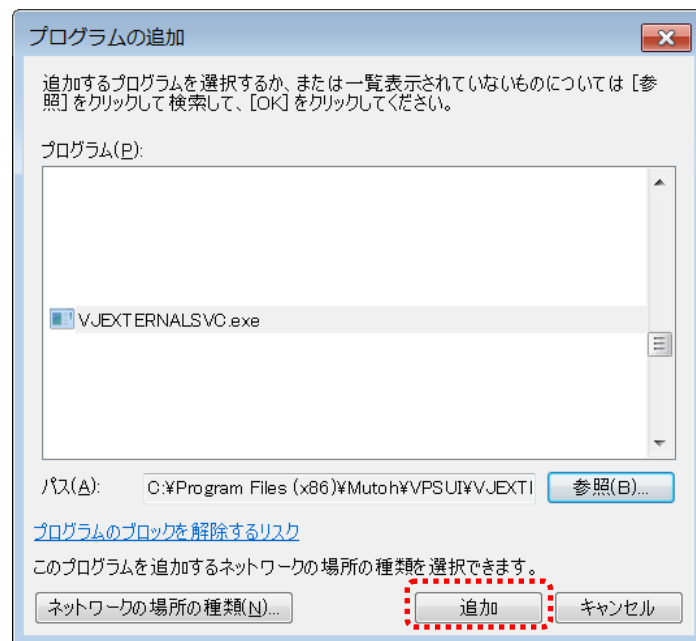 プログラムの追加
追加するプログラムを選択するか、または一覧表示されていないものについては [参
照] をクリックして検索して、[OK] をクリックしてください。
プログラム(P):
VJEXTERNALSVC.exe
パス(A):
C:¥Program Files (x86)¥Mutoh¥VPSUI¥VJEXTI
参照(B)...
プログラムのブロックを解除するリスク
このプログラムを追加するネットワークの場所の種類を選択できます。
ネットワークの場所の種類(N)...
追加
キャンセル